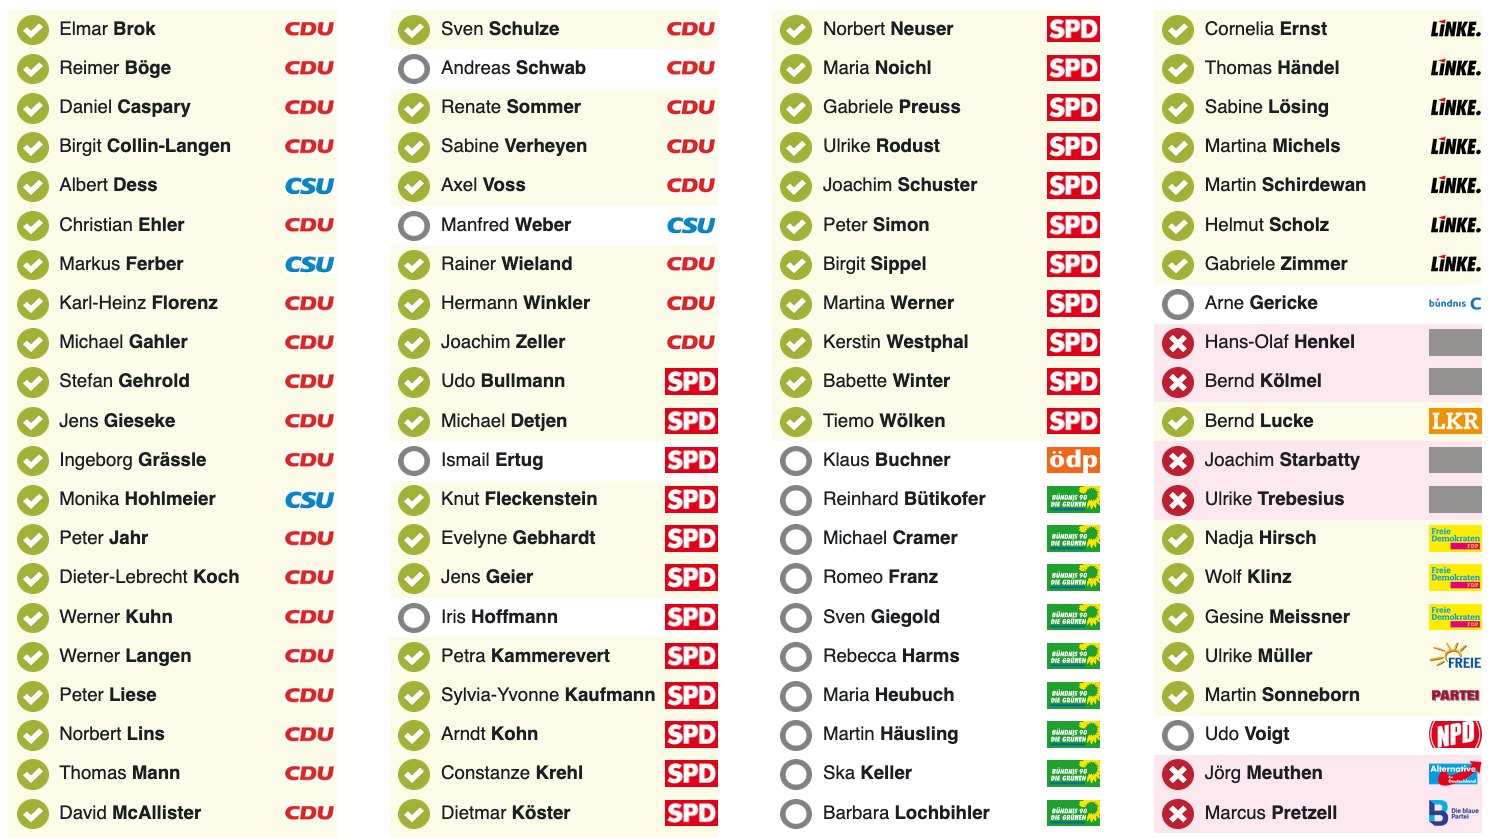 Elmar Brok CDU
Reimer Böge CDU
Daniel Caspary CDU
Birgit Collin-Langen CDU
Albert Dess CSU
Christian Ehler CDU
Markus Ferber CSU
Karl-Heinz Florenz CDU
Michael Gahler CDU
Stefan Gehrold CDU
Jens Gieseke CDU
Ingeborg Grässle CDU
Monika Hohlmeier CSU
Peter Jahr CDU
Dieter-Lebrecht Koch CDU
Werner Kuhn CDU
Werner Langen CDU
Peter Liese CDU
Norbert Lins CDU
Thomas Mann CDU
David McAllister CDU
Sven Schulze CDU
Andreas Schwab CDU
Renate Sommer CDU
Sabine Verheyen CDU
Axel Voss CDU
Manfred Weber CSU
Rainer Wieland CDU
Hermann Winkler CDU
Joachim Zeller CDU
Udo Bullmann SPD
Michael Detjen SPD
Ismail Ertug SPD
Knut Fleckenstein SPD
Evelyne Gebhardt SPD
Jens Geier SPD
Iris Hoffmann SPD
Petra Kammerevert SPD
Sylvia-Yvonne Kaufmann SPD
Arndt Kohn SPD
Constanze Krehl SPD
Dietmar Köster SPD
Norbert Neuser SPD
Maria Noichl SPD
Gabriele Preuss SPD
Ulrike Rodust SPD
Joachim Schuster SPD
Peter Simon SPD
Birgit Sippel SPD
Martina Werner SPD
Kerstin Westphal SPD
Babette Winter SPD
Tiemo Wölken SPD
Klaus Buchner ödp
Reinhard Bütikofer BÜNDNIS 90 DIE GRÜNEN
Michael Cramer BÜNDNIS 90 DIE GRÜNEN
Romeo Franz BÜNDNIS 90 DIE GRÜNEN
Sven Giegold BÜNDNIS 90 DIE GRÜNEN
Rebecca Harms BÜNDNIS 90 DIE GRÜNEN
Maria Heubuch BÜNDNIS 90 DIE GRÜNEN
Martin Häusling BÜNDNIS 90 DIE GRÜNEN
Ska Keller BÜNDNIS 90 DIE GRÜNEN
Barbara Lochbihler BÜNDNIS 90 DIE GRÜNEN
Cornelia Ernst LiNKE.
Thomas Händel LiNKE.
Sabine Lösing LiNKE.
Martina Michels LiNKE.
Martin Schirdewan LiNKE.
Helmut Scholz LiNKE.
Gabriele Zimmer LiNKE.
Arne Gericke bündnis C
Hans-Olaf Henkel
Bernd Kölmel
Bernd Lucke LKR
Joachim Starbatty
Ulrike Trebesius
Nadja Hirsch Freie Demokraten FDP
Wolf Klinz Freie Demokraten FDP
Gesine Meissner Freie Demokraten FDP
Ulrike Müller FREIE
Martin Sonneborn PARTEI
Udo Voigt NPD
Jörg Meuthen Alternative für Deutschland
Marcus Pretzell B Die blaue Partei